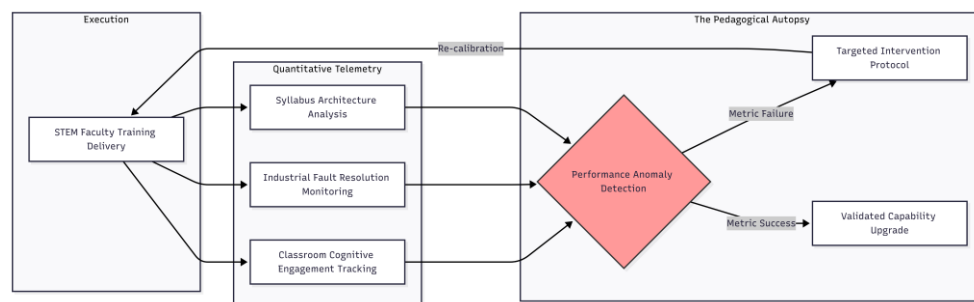 Execution
The Pedagogical Autopsy
Re-calibration
Targeted Intervention
Protocol
Quantitative Telemetry
Syllabus Architecture
Analysis
STEM Faculty Training
Delivery
Metric Failure
Industrial Fault Resolution
Monitoring
Performance Anomaly
Detection
Metric Success
Validated Capability
Upgrade
Classroom Cognitive
Engagement Tracking